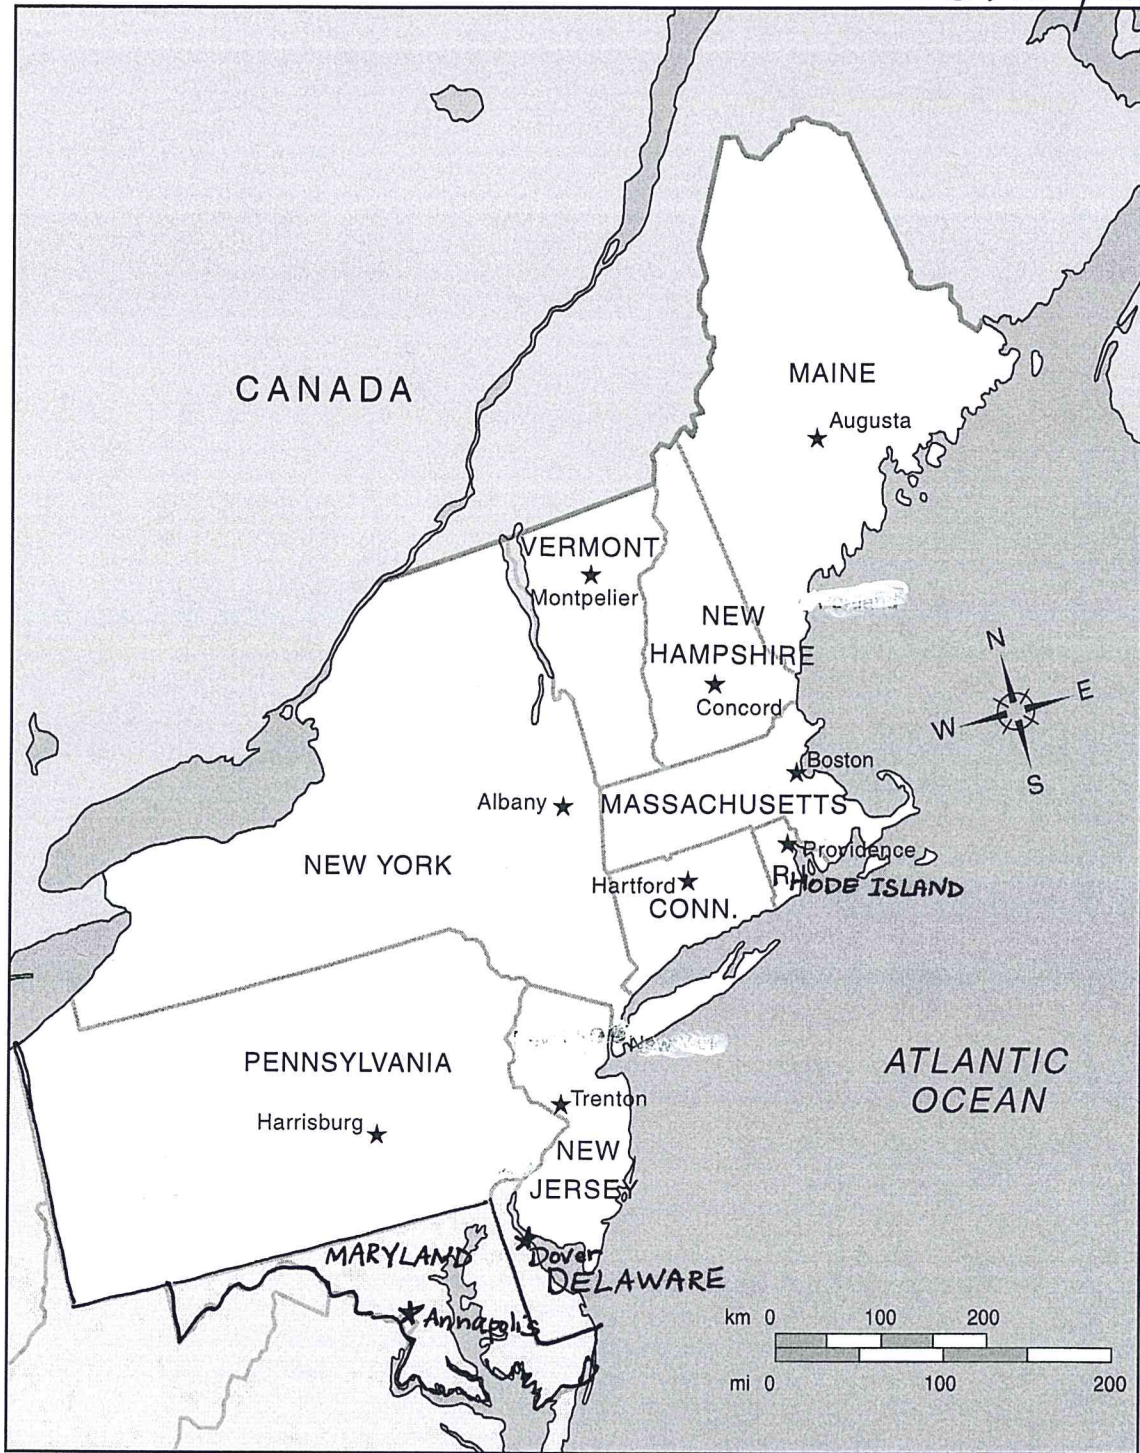 CANADA
MAINE
Augusta
VERMONT
Montpelier
NEW
HAMPSHIRE
Concord
N
E
W
S
Boston
Albany
MASSACHUSETTS
Providence
NEW YORK
Hartford
RHODE ISLAND
CONN.
PENNSYLVANIA
ATLANTIC
OCEAN
Trenton
Harrisburg
NEW
JERSEY
MARYLAND
Dover
DELAWARE
Annapolis
km 0 100 200
mi 0 100 200